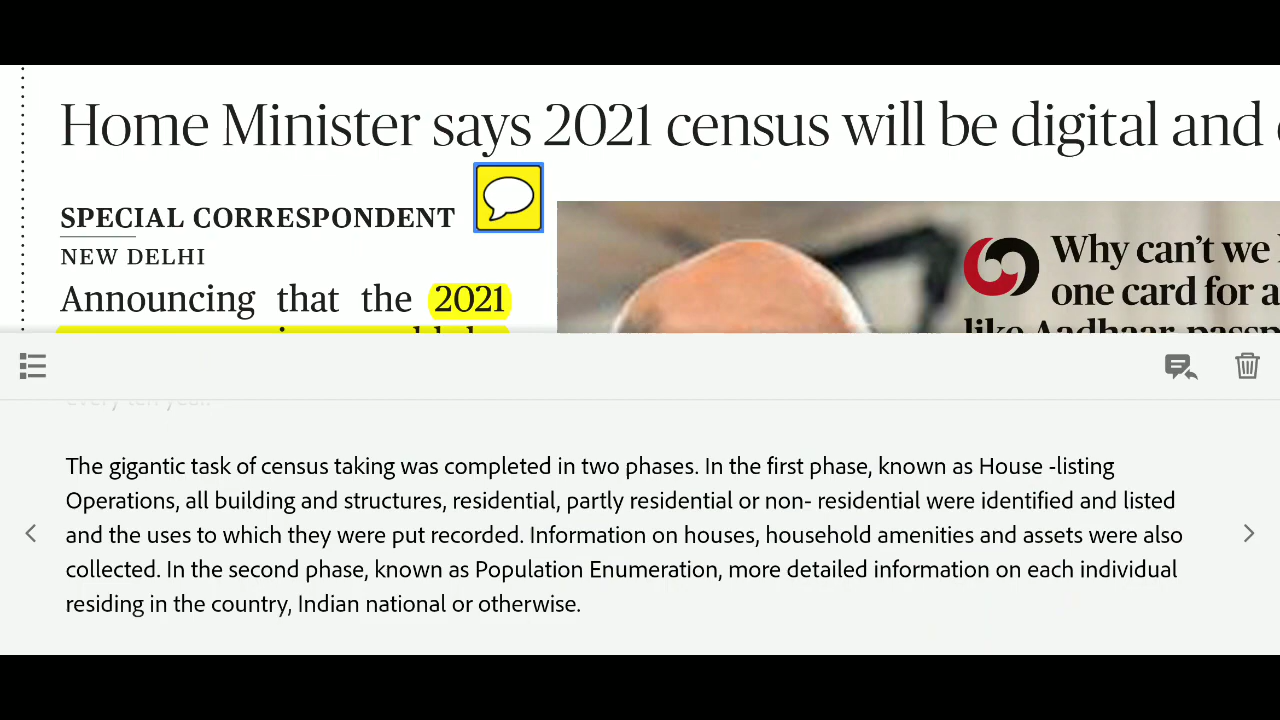 Home Minister says 2021 census will be digital and
SPECIAL CORRESPONDENT
NEW DELHI
Announcing that the 2021
Why can't we
one card for a
like Aadhaar, passp
every ten year.
The gigantic task of census taking was completed in two phases. In the first phase, known as House -listing
Operations, all building and structures, residential, partly residential or non- residential were identified and listed
and the uses to which they were put recorded. Information on houses, household amenities and assets were also
collected. In the second phase, known as Population Enumeration, more detailed information on each individual
residing in the country, Indian national or otherwise.